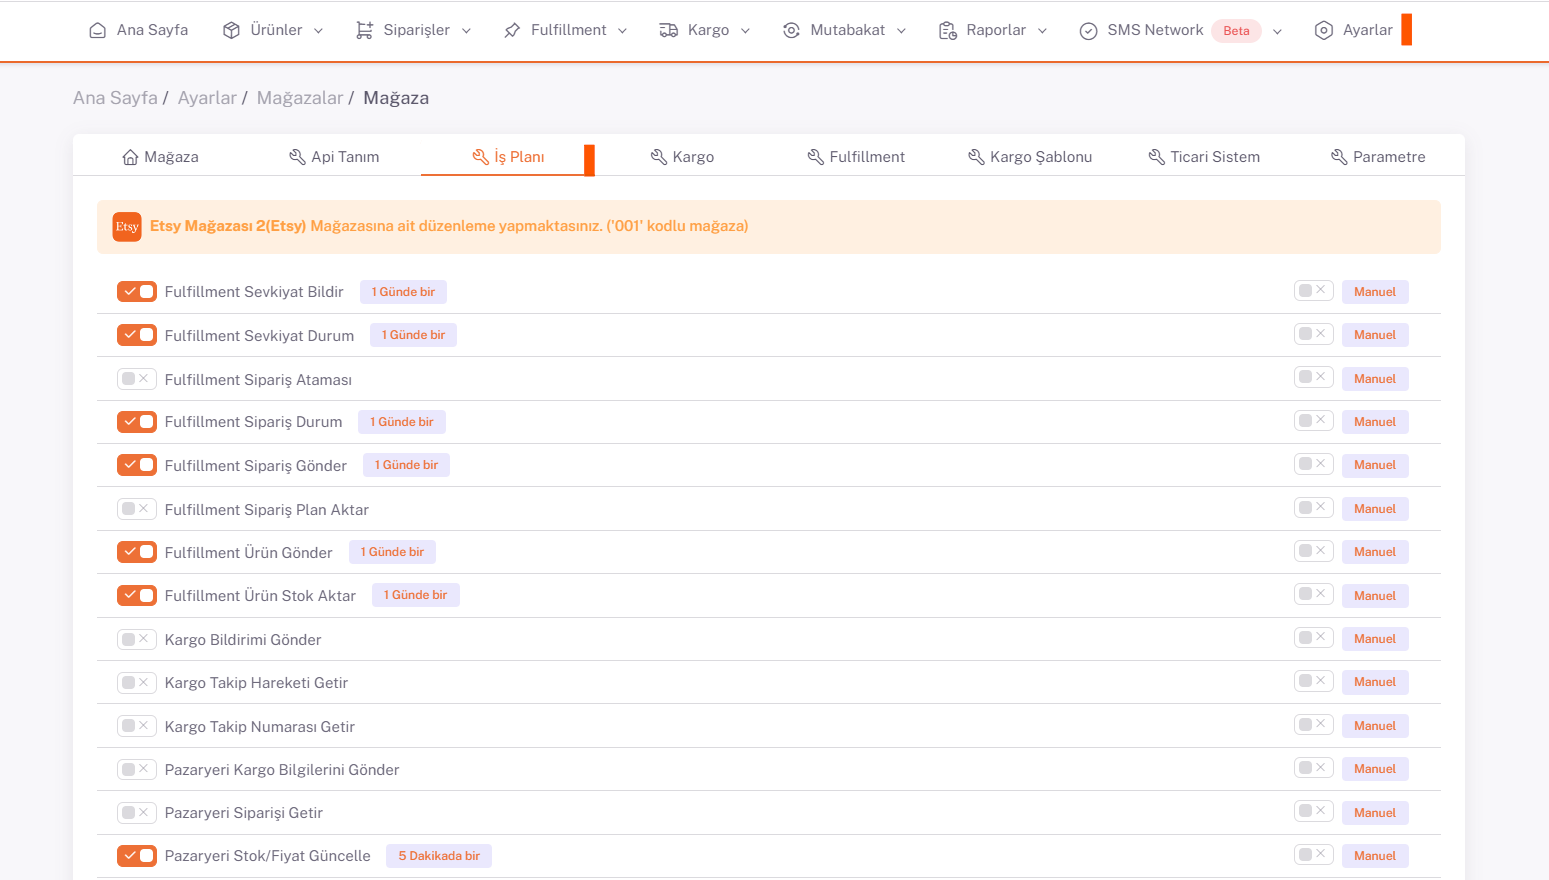 Ana Sayfa Ürünler Siparişler Fulfillment Kargo Mutabakat Raporlar SMS Network Beta Ayarlar
Ana Sayfa / Ayarlar / Mağazalar / Mağaza
Mağaza Api Tanım İş Planı Kargo Fulfillment Kargo Şablonu Ticari Sistem Parametre
Etsy Etsy Mağazası 2(Etsy) Mağazasına ait düzenleme yapmaktasınız. ('001' kodlu mağaza)
Fulfillment Sevkiyat Bildir 1 Günde bir Manuel
Fulfillment Sevkiyat Durum 1 Günde bir Manuel
Fulfillment Sipariş Ataması Manuel
Fulfillment Sipariş Durum 1 Günde bir Manuel
Fulfillment Sipariş Gönder 1 Günde bir Manuel
Fulfillment Sipariş Plan Aktar Manuel
Fulfillment Ürün Gönder 1 Günde bir Manuel
Fulfillment Ürün Stok Aktar 1 Günde bir Manuel
Kargo Bildirimi Gönder Manuel
Kargo Takip Hareketi Getir Manuel
Kargo Takip Numarası Getir Manuel
Pazaryeri Kargo Bilgilerini Gönder Manuel
Pazaryeri Siparişi Getir Manuel
Pazaryeri Stok/Fiyat Güncelle 5 Dakikada bir Manuel